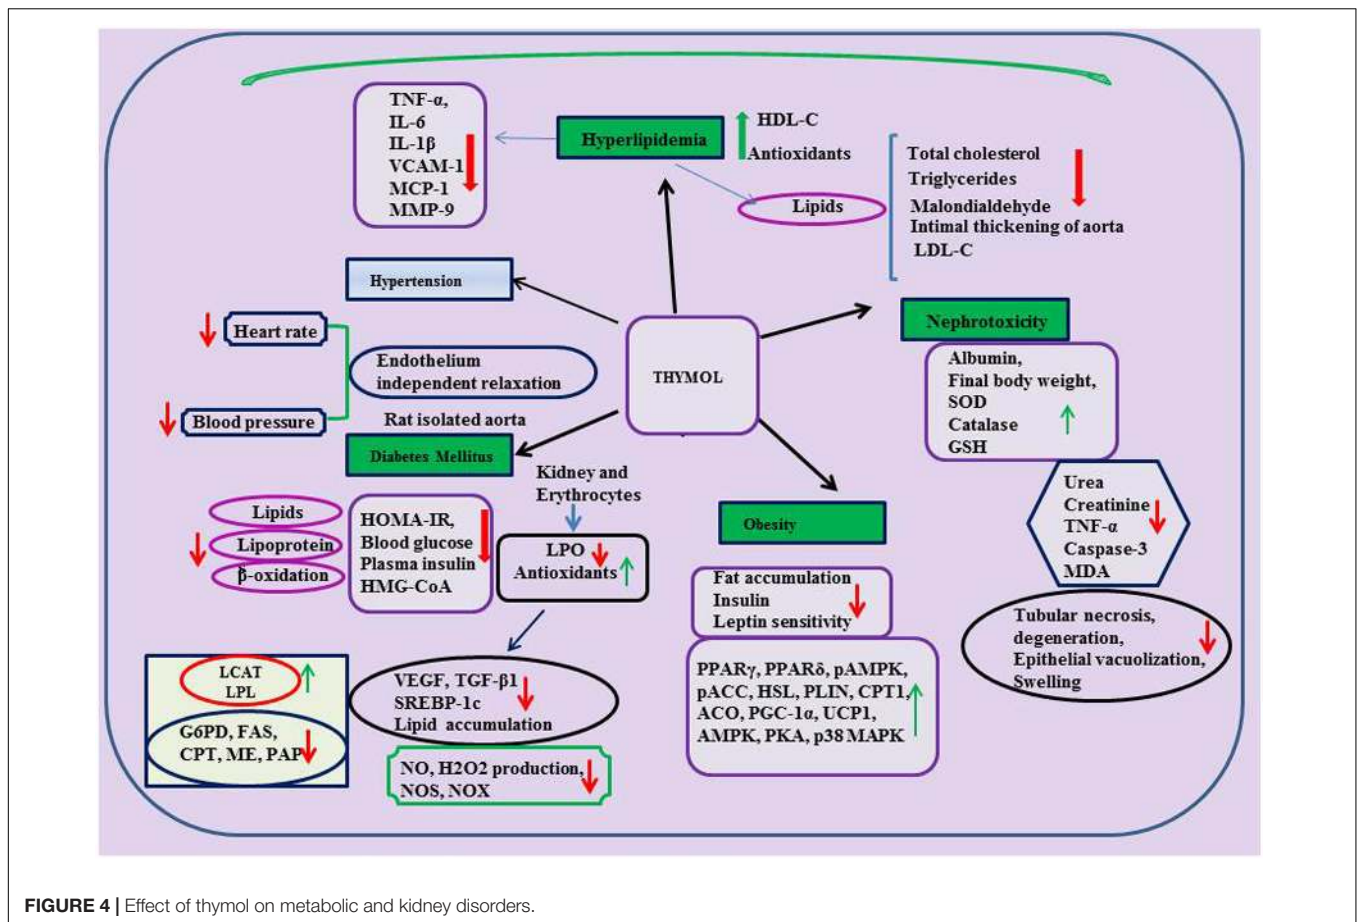 TNF-α,
IL-6
IL-1β
VCAM-1
MCP-1
MMP-9
Hyperlipidemia
HDL-C
Antioxidants
Lipids
Total cholesterol
Triglycerides
Malondialdehyde
Intimal thickening of aorta
LDL-C
Hypertension
Heart rate
Blood pressure
Endothelium
independent relaxation
Rat isolated aorta
THYMOL
Nephrotoxicity
Albumin,
Final body weight,
SOD
Catalase
GSH
Urea
Creatinine
TNF-α
Caspase-3
MDA
Tubular necrosis,
degeneration,
Epithelial vacuolization,
Swelling
Diabetes Mellitus
Lipids
Lipoprotein
β-oxidation
HOMA-IR,
Blood glucose
Plasma insulin
HMG-CoA
Kidney and
Erythrocytes
LPO
Antioxidants
LCAT
LPL
G6PD, FAS,
CPT, ME, PAP
VEGF, TGF-β1
SREBP-1c
Lipid accumulation
NO, H2O2 production,
NOS, NOX
Obesity
Fat accumulation
Insulin
Leptin sensitivity
PPARγ, PPARδ, pAMPK,
pACC, HSL, PLIN, CPT1,
ACO, PGC-1α, UCP1,
AMPK, PKA, p38 MAPK
FIGURE 4 | Effect of thymol on metabolic and kidney disorders.